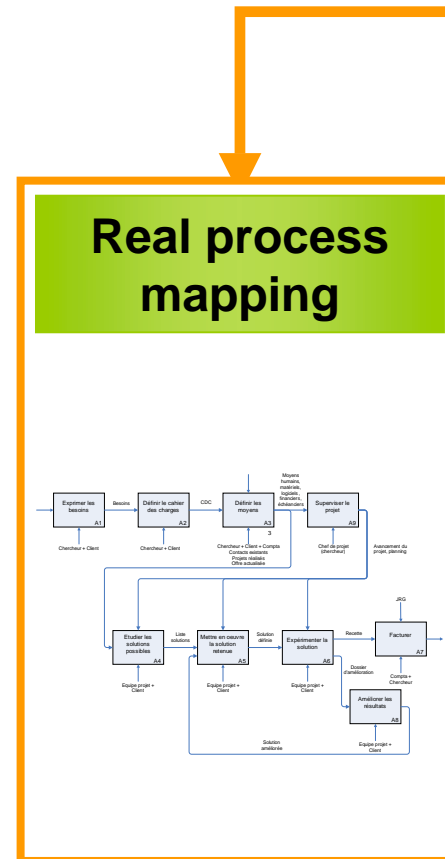 Real process
mapping
Exprimer les
besoins
A1
Besoins
Définir le cahier
des charges
A2
CDC
Définir les
moyens
A3
3
Moyens
humains,
matériels,
logiciels,
financiers,
échéanciers
Superviser le
projet
A9
Chercheur + Client
Chercheur + Client
Chercheur + Client + Compta
Contacts existants
Projets réalisés
Offre actualisée
Chef de projet
(chercheur)
Avancement du
projet, planning
Etudier les
solutions
possibles
A4
Liste
solutions
Mettre en oeuvre
la solution
retenue
A5
Solution
définie
Expérimenter la
solution
A6
Recette
JRG
Facturer
A7
Equipe projet +
Client
Equipe projet +
Client
Equipe projet +
Client
Dossier
d'amélioration
Compta +
Chercheur
Améliorer les
résultats
A8
Equipe projet +
Client
Solution
améliorée